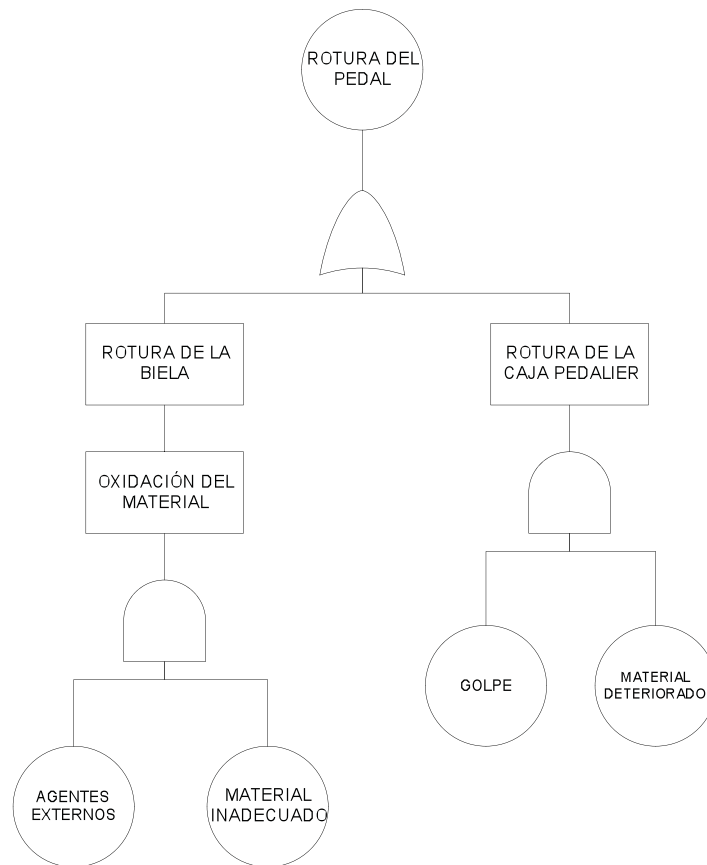 ROTURA DEL
PEDAL
ROTURA DE LA
BIELA
ROTURA DE LA
CAJA PEDALIER
OXIDACIÓN DEL
MATERIAL
GOLPE
MATERIAL
DETERIORADO
AGENTES
EXTERNOS
MATERIAL
INADECUADO